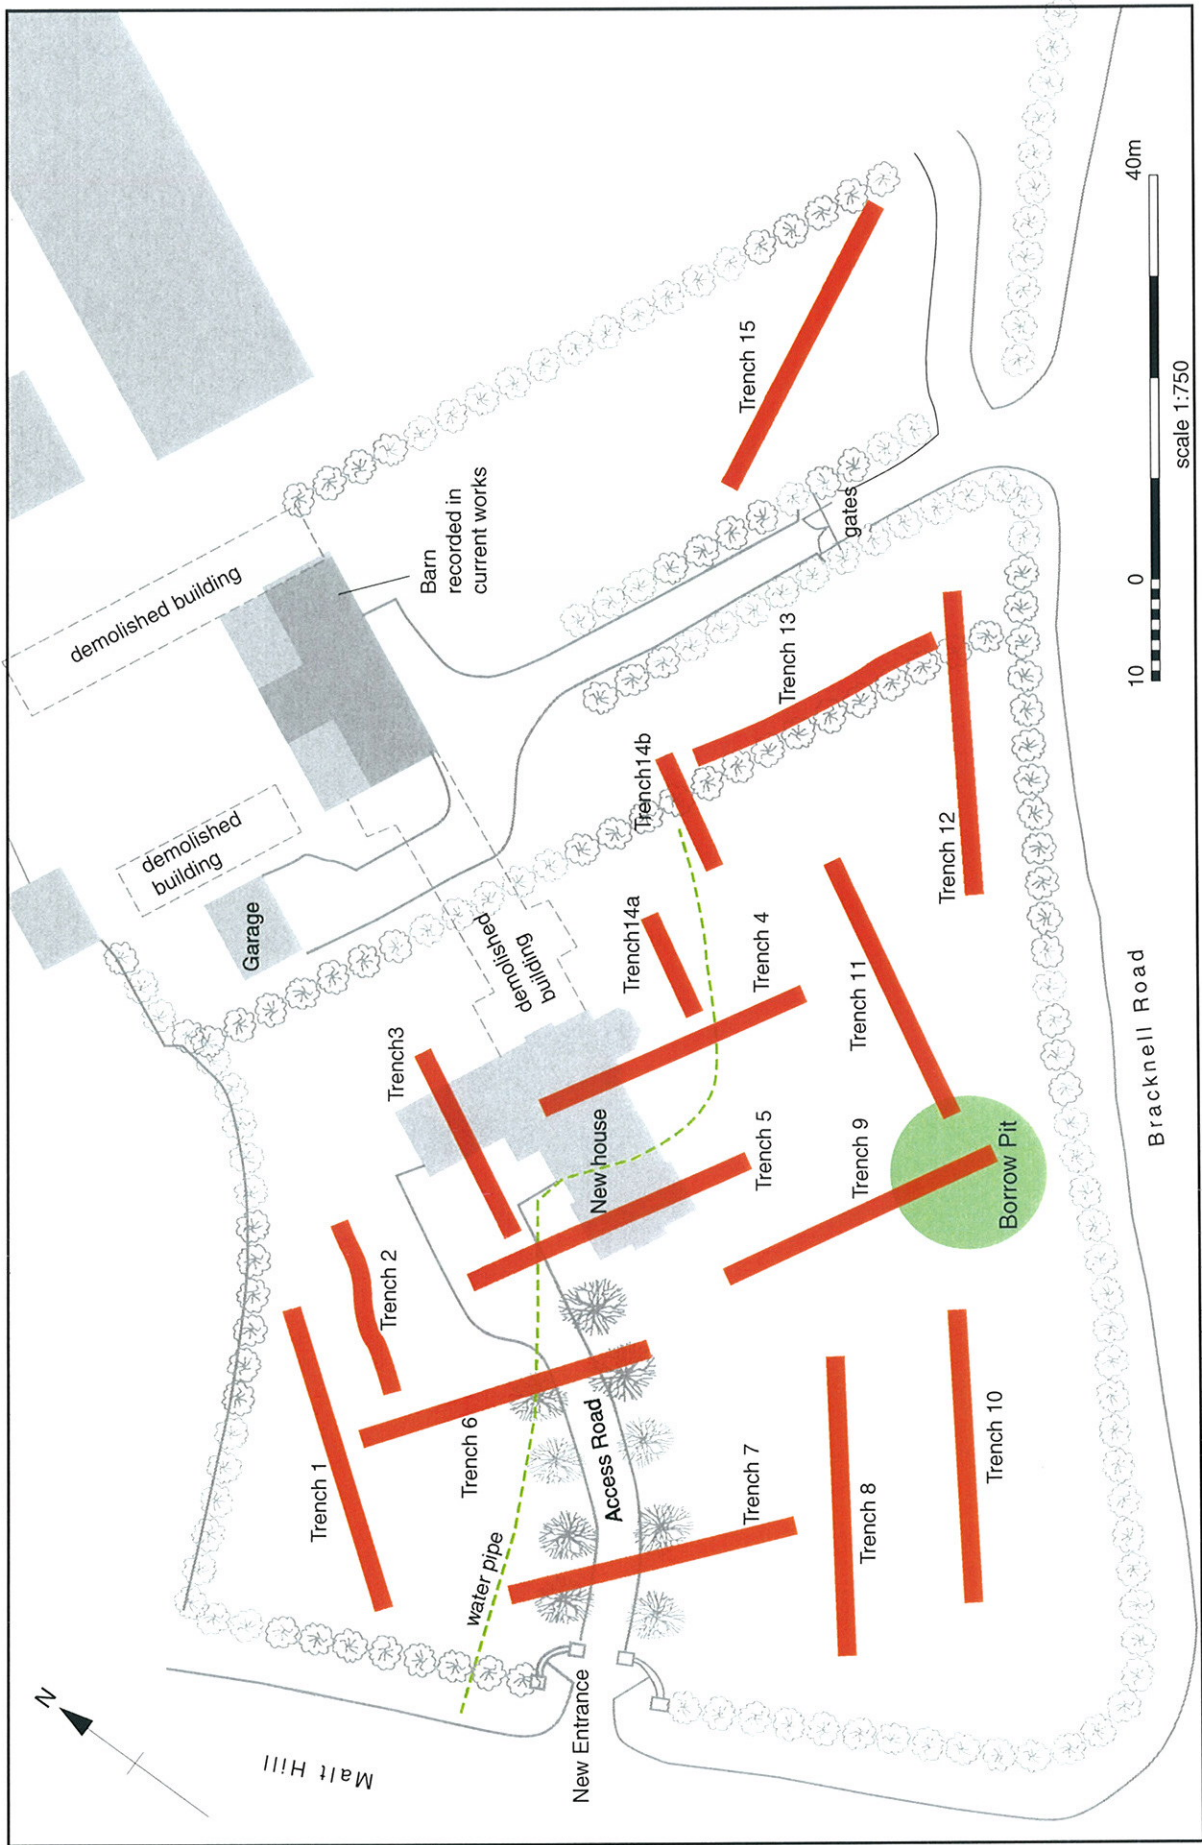 demolished building
Barn
recorded in
current works
demolished
building
Garage
demolished
building
Trench 15
gates
Trench 13
Trench14b
Trench14a
Trench 4
Trench 12
Trench 11
Trench3
New house
Trench 5
Trench 9
Borrow Pit
Trench 2
Trench 1
Trench 6
Access Road
Trench 7
Trench 8
Trench 10
water pipe
New Entrance
Malt Hill
N
Bracknell Road
10
0
40m
scale 1:750